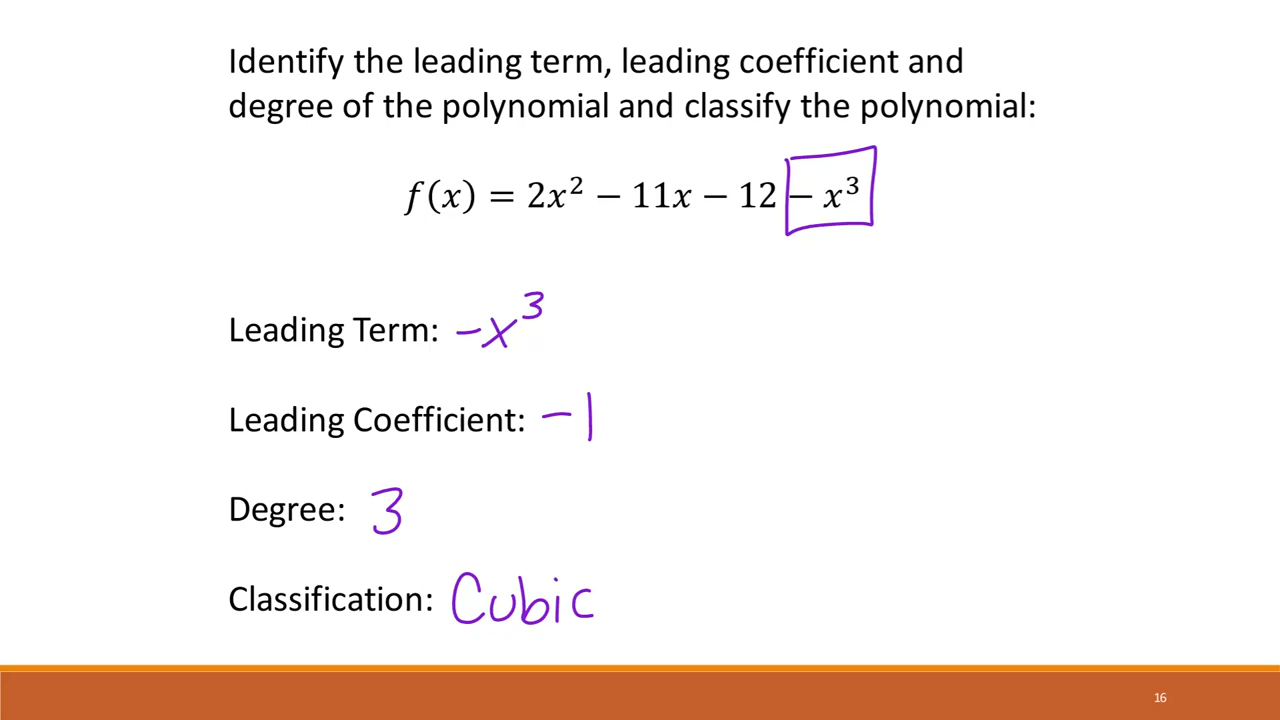 Identify the leading term, leading coefficient and
degree of the polynomial and classify the polynomial:
f(x) = 2x² − 11x − 12 − x³
Leading Term: -x³
Leading Coefficient: -1
Degree: 3
Classification: Cubic
16